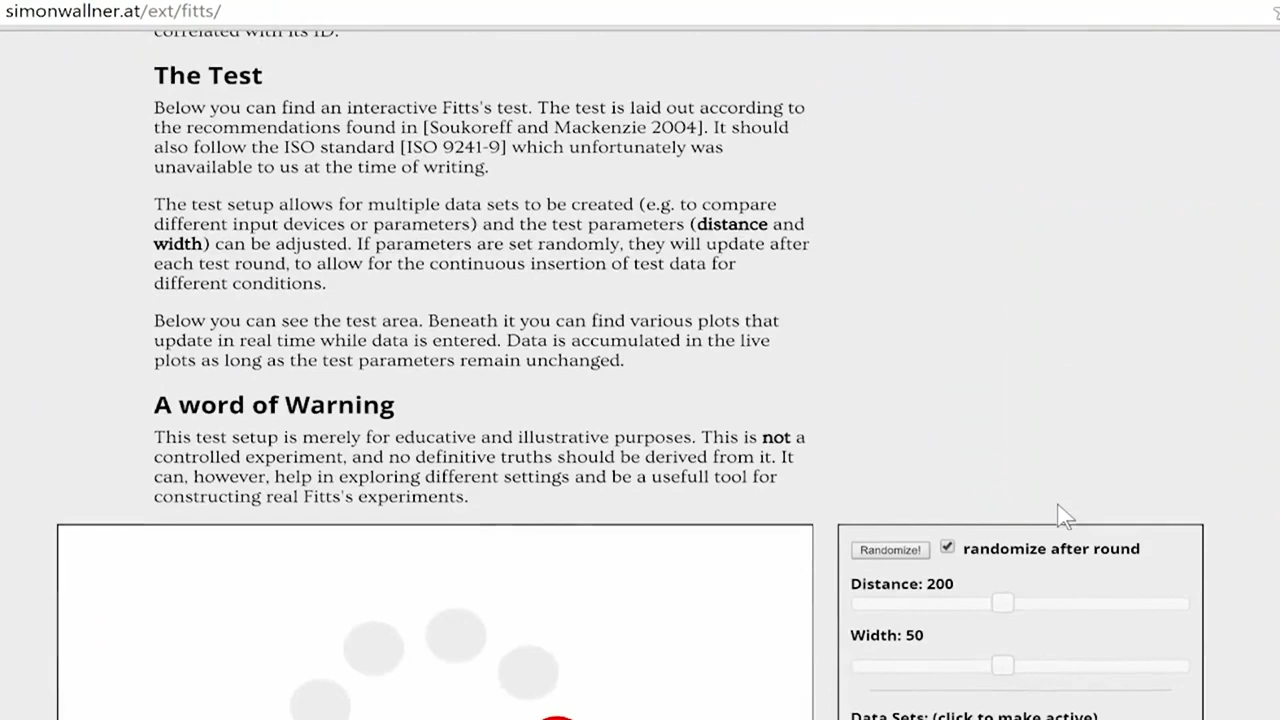 simonwallner.at/ext/fitts/
correlated with its ID.
The Test
Below you can find an interactive Fitts's test. The test is laid out according to
the recommendations found in [Soukoreff and Mackenzie 2004]. It should
also follow the ISO standard [ISO 9241-9] which unfortunately was
unavailable to us at the time of writing.
The test setup allows for multiple data sets to be created (e.g. to compare
different input devices or parameters) and the test parameters (distance and
width) can be adjusted. If parameters are set randomly, they will update after
each test round, to allow for the continuous insertion of test data for
different conditions.
Below you can see the test area. Beneath it you can find various plots that
update in real time while data is entered. Data is accumulated in the live
plots as long as the test parameters remain unchanged.
A word of Warning
This test setup is merely for educative and illustrative purposes. This is not a
controlled experiment, and no definitive truths should be derived from it. It
can, however, help in exploring different settings and be a usefull tool for
constructing real Fitts's experiments.
Randomize! randomize after round
Distance: 200
Width: 50
Data Sets: (click to make active)